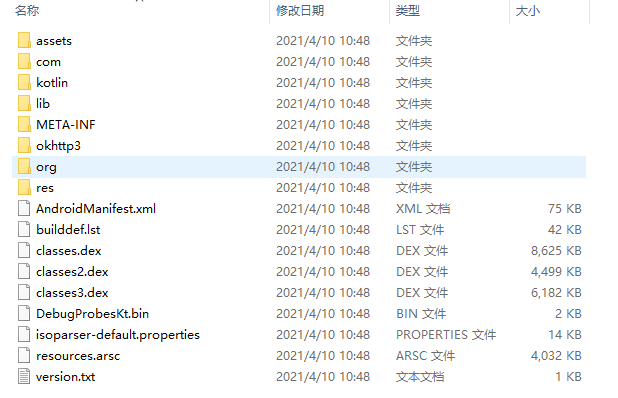 名称 修改日期 类型 大小
assets 2021/4/10 10:48 文件夹
com 2021/4/10 10:48 文件夹
kotlin 2021/4/10 10:48 文件夹
lib 2021/4/10 10:48 文件夹
META-INF 2021/4/10 10:48 文件夹
okhttp3 2021/4/10 10:48 文件夹
org 2021/4/10 10:48 文件夹
res 2021/4/10 10:48 文件夹
AndroidManifest.xml 2021/4/10 10:48 XML 文档 75 KB
builddef.lst 2021/4/10 10:48 LST 文件 42 KB
classes.dex 2021/4/10 10:48 DEX 文件 8,625 KB
classes2.dex 2021/4/10 10:48 DEX 文件 4,499 KB
classes3.dex 2021/4/10 10:48 DEX 文件 6,182 KB
DebugProbesKt.bin 2021/4/10 10:48 BIN 文件 2 KB
isoparser-default.properties 2021/4/10 10:48 PROPERTIES 文件 14 KB
resources.arsc 2021/4/10 10:48 ARSC 文件 4,032 KB
version.txt 2021/4/10 10:48 文本文档 1 KB